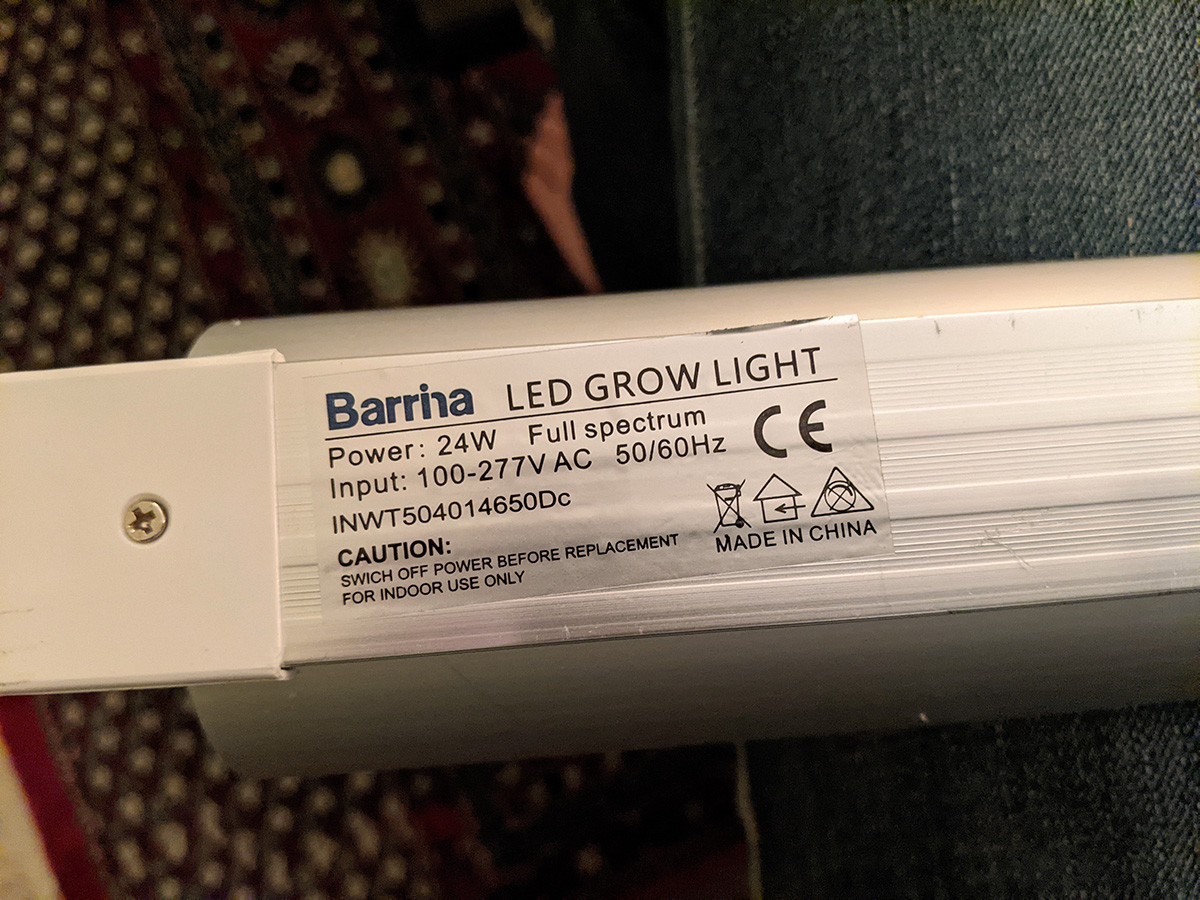 Barrina LED GROW LIGHT
Power: 24W Full spectrum
Input: 100-277V AC 50/60Hz
CE
INWT504014650Dc
CAUTION:
SWICH OFF POWER BEFORE REPLACEMENT
FOR INDOOR USE ONLY
MADE IN CHINA